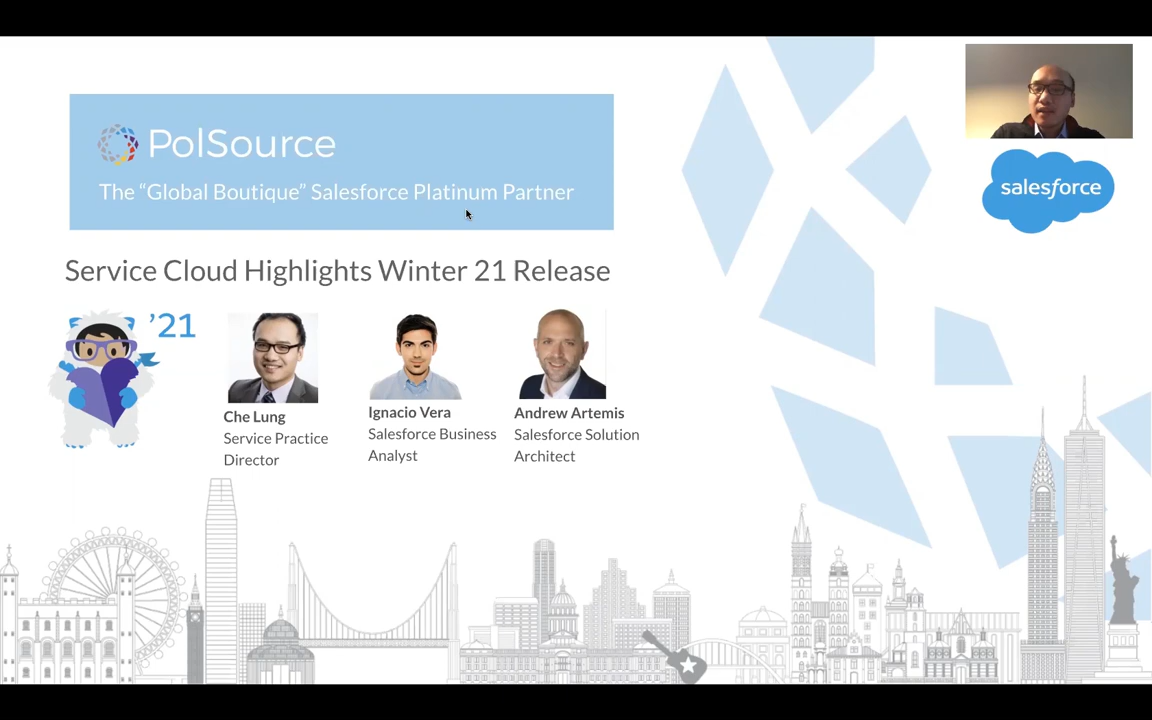 PolSource
The “Global Boutique” Salesforce Platinum Partner
salesforce
Service Cloud Highlights Winter 21 Release
’21
Che Lung
Service Practice
Director
Ignacio Vera
Salesforce Business
Analyst
Andrew Artemis
Salesforce Solution
Architect